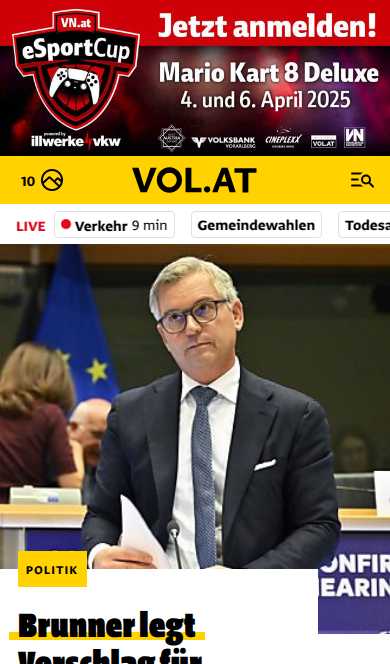 VN.at
eSportCup
powered by
illwerke vkw
Jetzt anmelden!
Mario Kart 8 Deluxe
4. und 6. April 2025
VOLKSBANK
VORARLBERG
CINEPLEXX
VOL.AT
VN
10
VOL.AT
LIVE
Verkehr 9 min
Gemeindewahlen
Todesa
POLITIK
Brunner legt
Vorschlag für